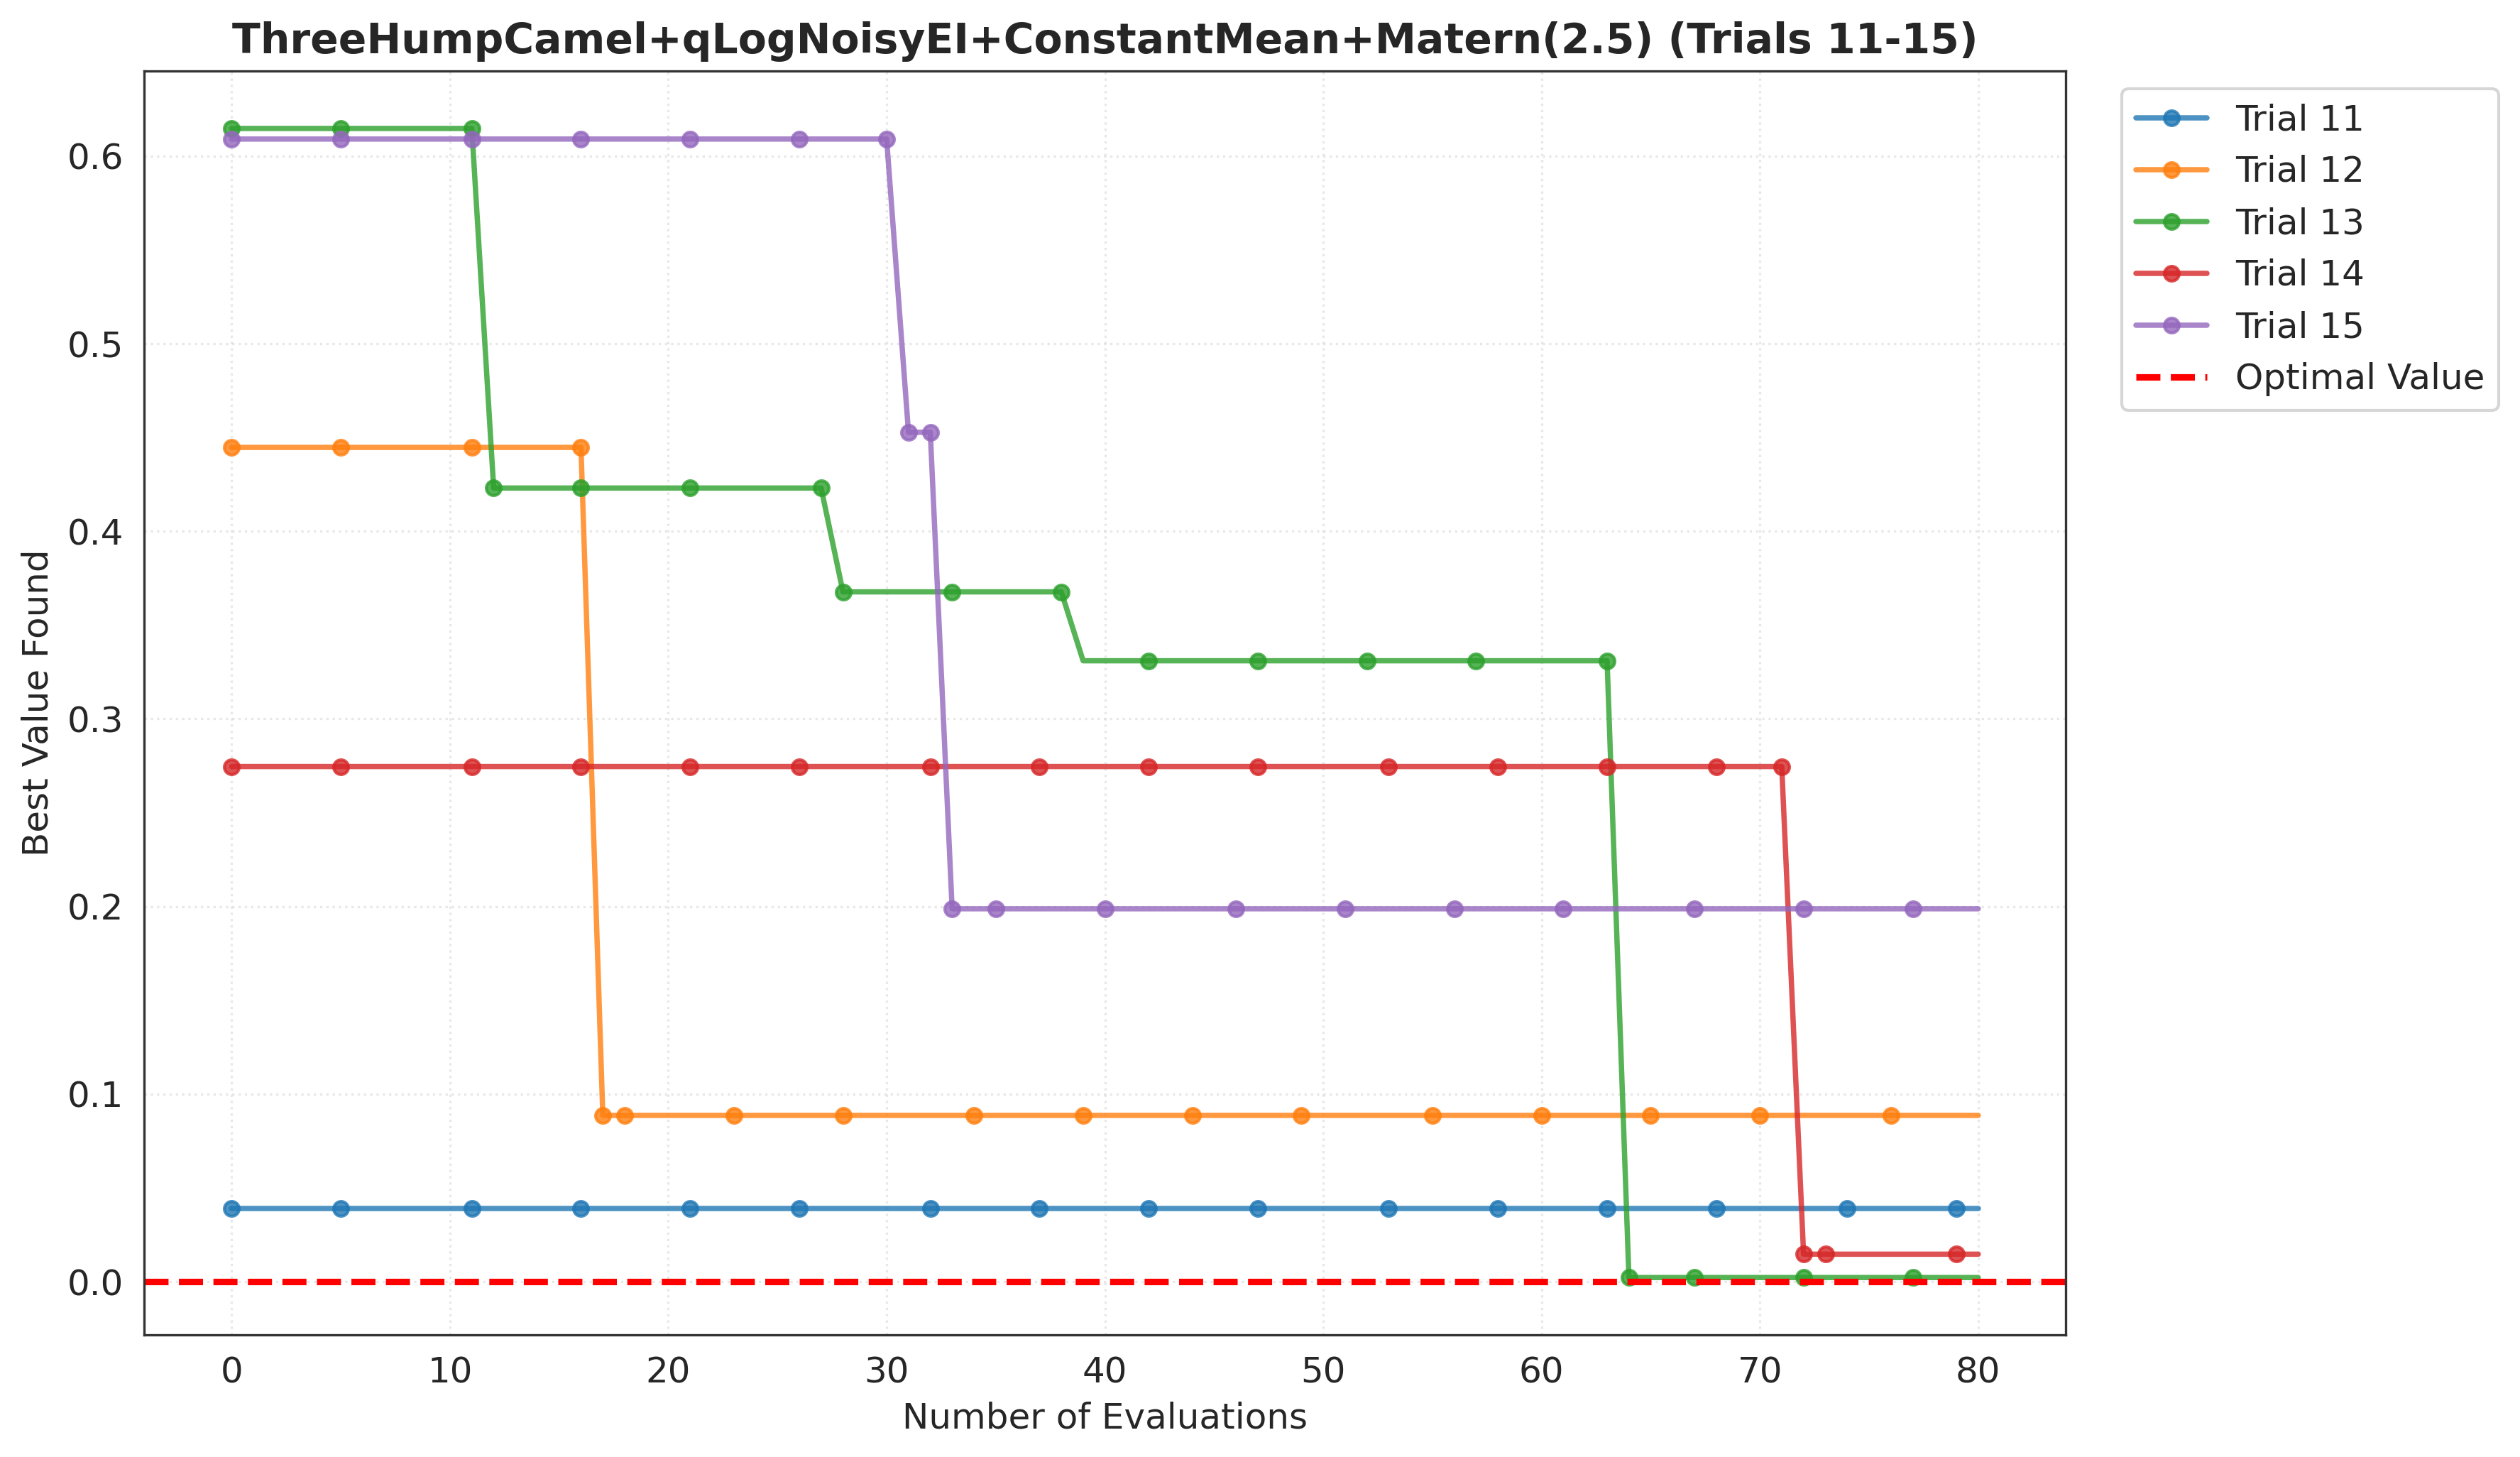 ThreeHumpCamel+qLogNoisyEI+ConstantMean+Matern(2.5) (Trials 11-15)
Best Value Found
0.6
0.5
0.4
0.3
0.2
0.1
0.0
0 10 20 30 40 50 60 70 80
Number of Evaluations
Trial 11
Trial 12
Trial 13
Trial 14
Trial 15
Optimal Value